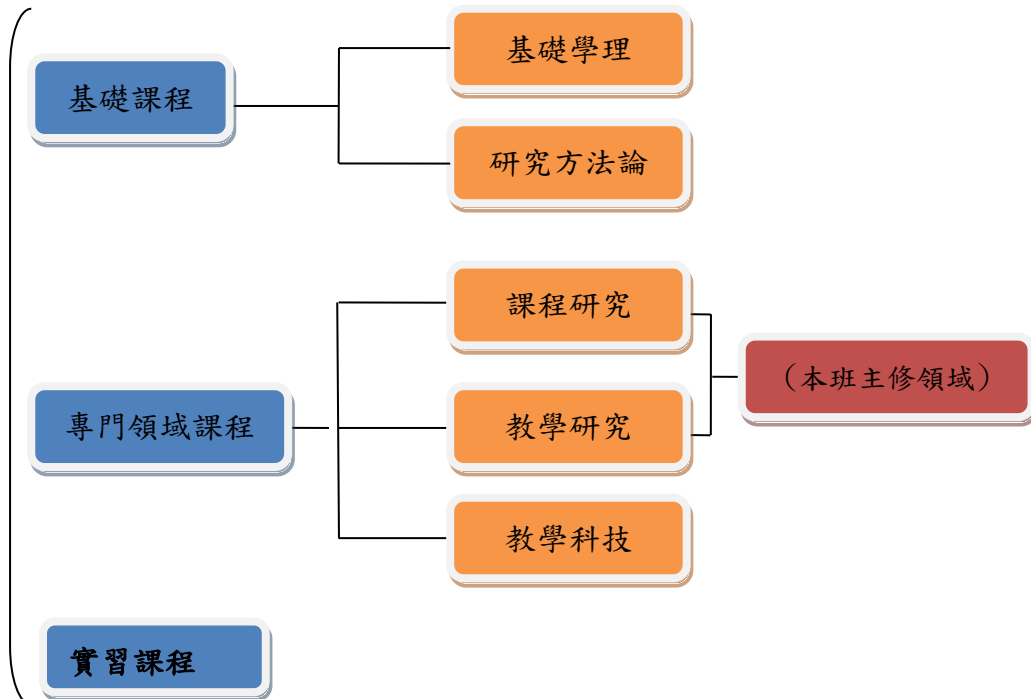 基礎課程
基礎學理
研究方法論
專門領域課程
課程研究
教學研究
教學科技
（本班主修領域）
實習課程